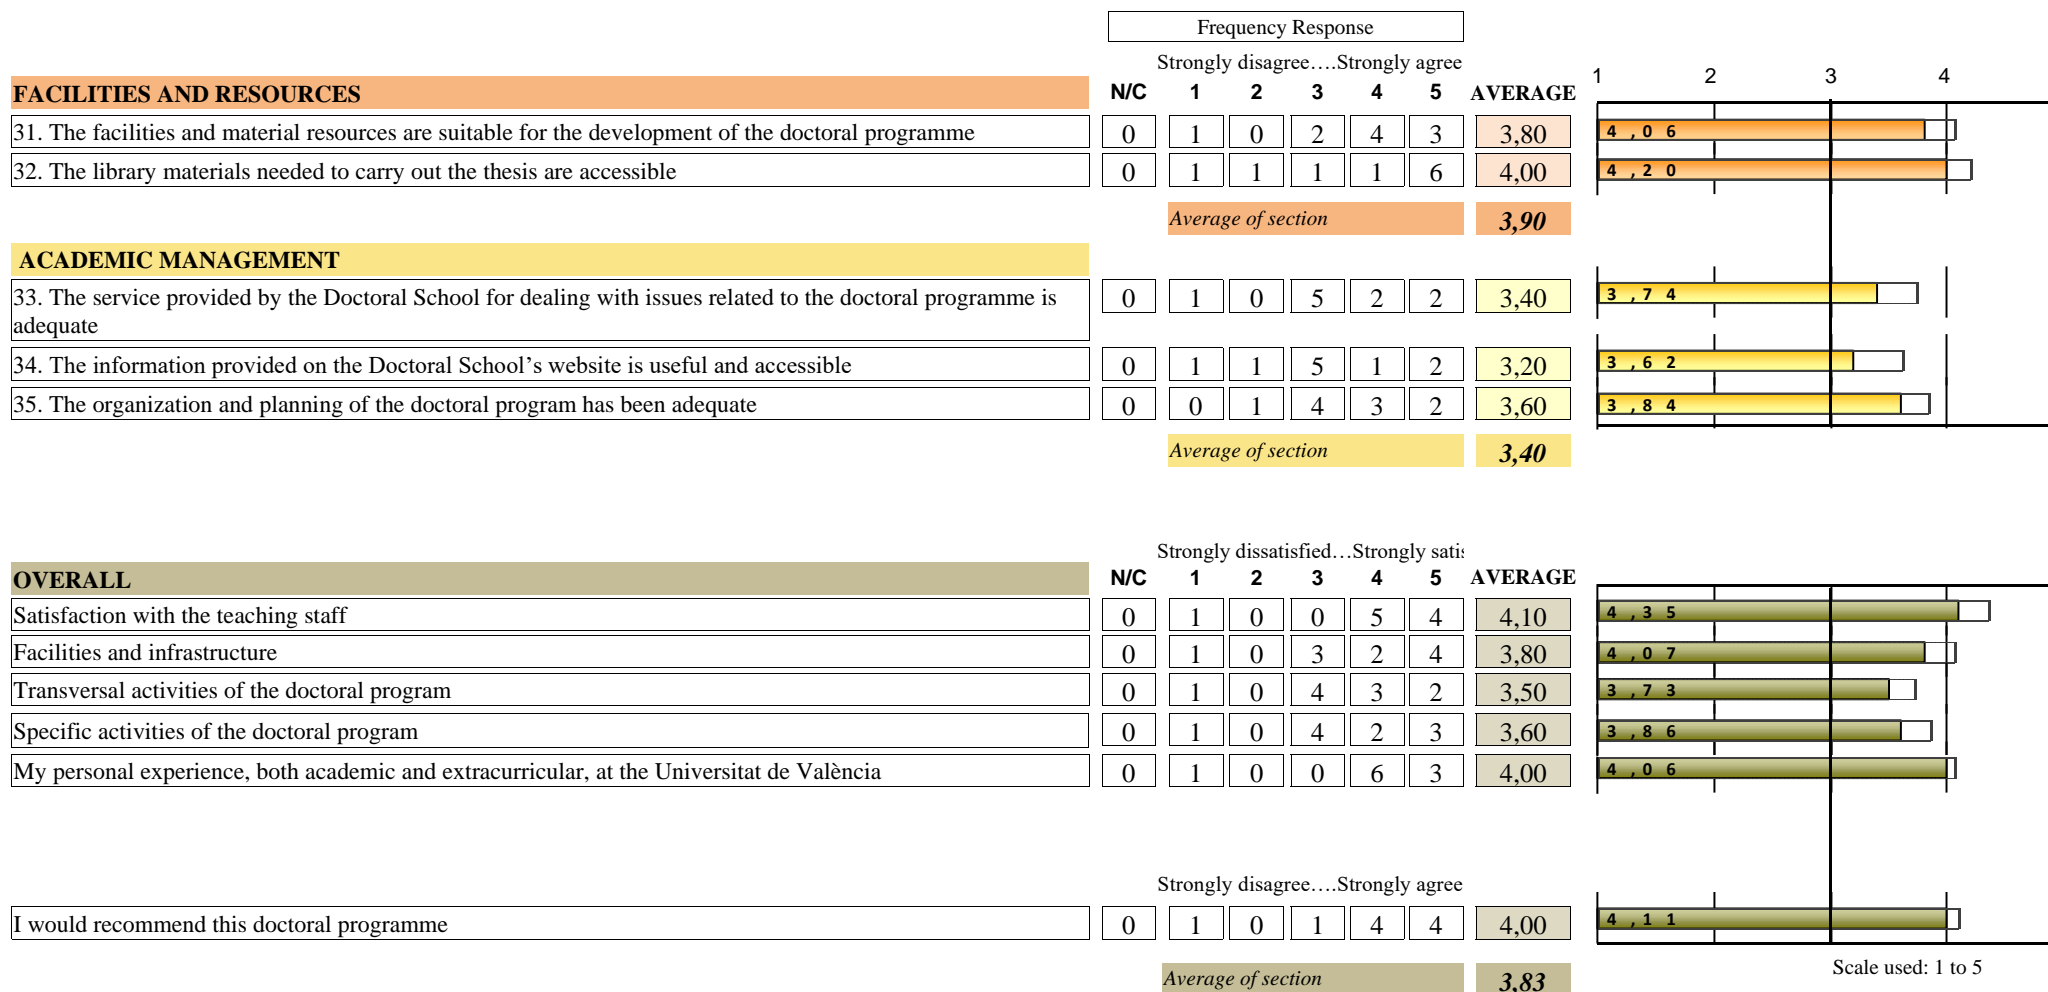 Frequency Response
Strongly disagree….Strongly agree
1 2 3 4
FACILITIES AND RESOURCES N/C 1 2 3 4 5 AVERAGE
31. The facilities and material resources are suitable for the development of the doctoral programme 0 1 0 2 4 3 3,80 4,06
32. The library materials needed to carry out the thesis are accessible 0 1 1 1 1 6 4,00 4,20
Average of section 3,90
ACADEMIC MANAGEMENT
33. The service provided by the Doctoral School for dealing with issues related to the doctoral programme is 0 1 0 5 2 2 3,40 3,74
adequate
34. The information provided on the Doctoral School’s website is useful and accessible 0 1 1 5 1 2 3,20 3,62
35. The organization and planning of the doctoral program has been adequate 0 0 1 4 3 2 3,60 3,84
Average of section 3,40
Strongly dissatisfied…Strongly satis
OVERALL N/C 1 2 3 4 5 AVERAGE
Satisfaction with the teaching staff 0 1 0 0 5 4 4,10 4,35
Facilities and infrastructure 0 1 0 3 2 4 3,80 4,07
Transversal activities of the doctoral program 0 1 0 4 3 2 3,50 3,73
Specific activities of the doctoral program 0 1 0 4 2 3 3,60 3,86
My personal experience, both academic and extracurricular, at the Universitat de València 0 1 0 0 6 3 4,00 4,06
Strongly disagree….Strongly agree
I would recommend this doctoral programme 0 1 0 1 4 4 4,00 4,11
Scale used: 1 to 5
Average of section 3,83